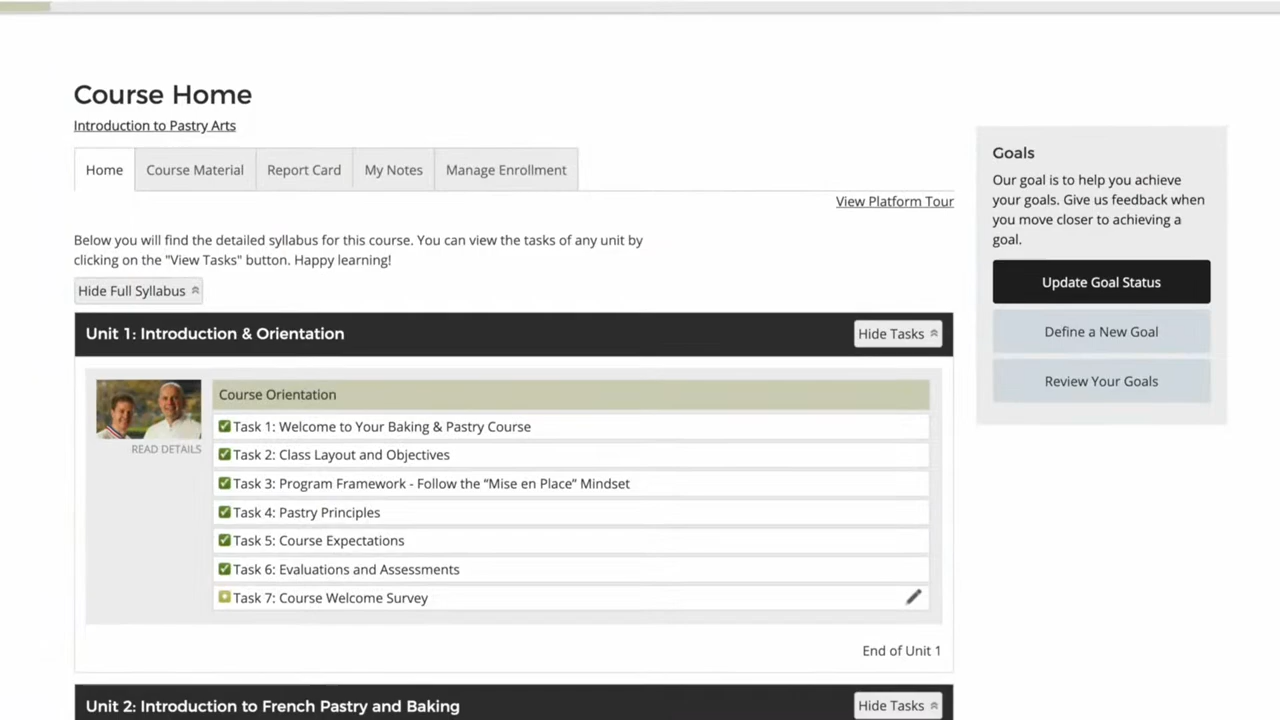 Course Home
Introduction to Pastry Arts
Home
Course Material
Report Card
My Notes
Manage Enrollment
View Platform Tour
Below you will find the detailed syllabus for this course. You can view the tasks of any unit by
clicking on the "View Tasks" button. Happy learning!
Hide Full Syllabus
Unit 1: Introduction & Orientation
Hide Tasks
READ DETAILS
Course Orientation
Task 1: Welcome to Your Baking & Pastry Course
Task 2: Class Layout and Objectives
Task 3: Program Framework - Follow the “Mise en Place” Mindset
Task 4: Pastry Principles
Task 5: Course Expectations
Task 6: Evaluations and Assessments
Task 7: Course Welcome Survey
End of Unit 1
Unit 2: Introduction to French Pastry and Baking
Hide Tasks
Goals
Our goal is to help you achieve
your goals. Give us feedback when
you move closer to achieving a
goal.
Update Goal Status
Define a New Goal
Review Your Goals